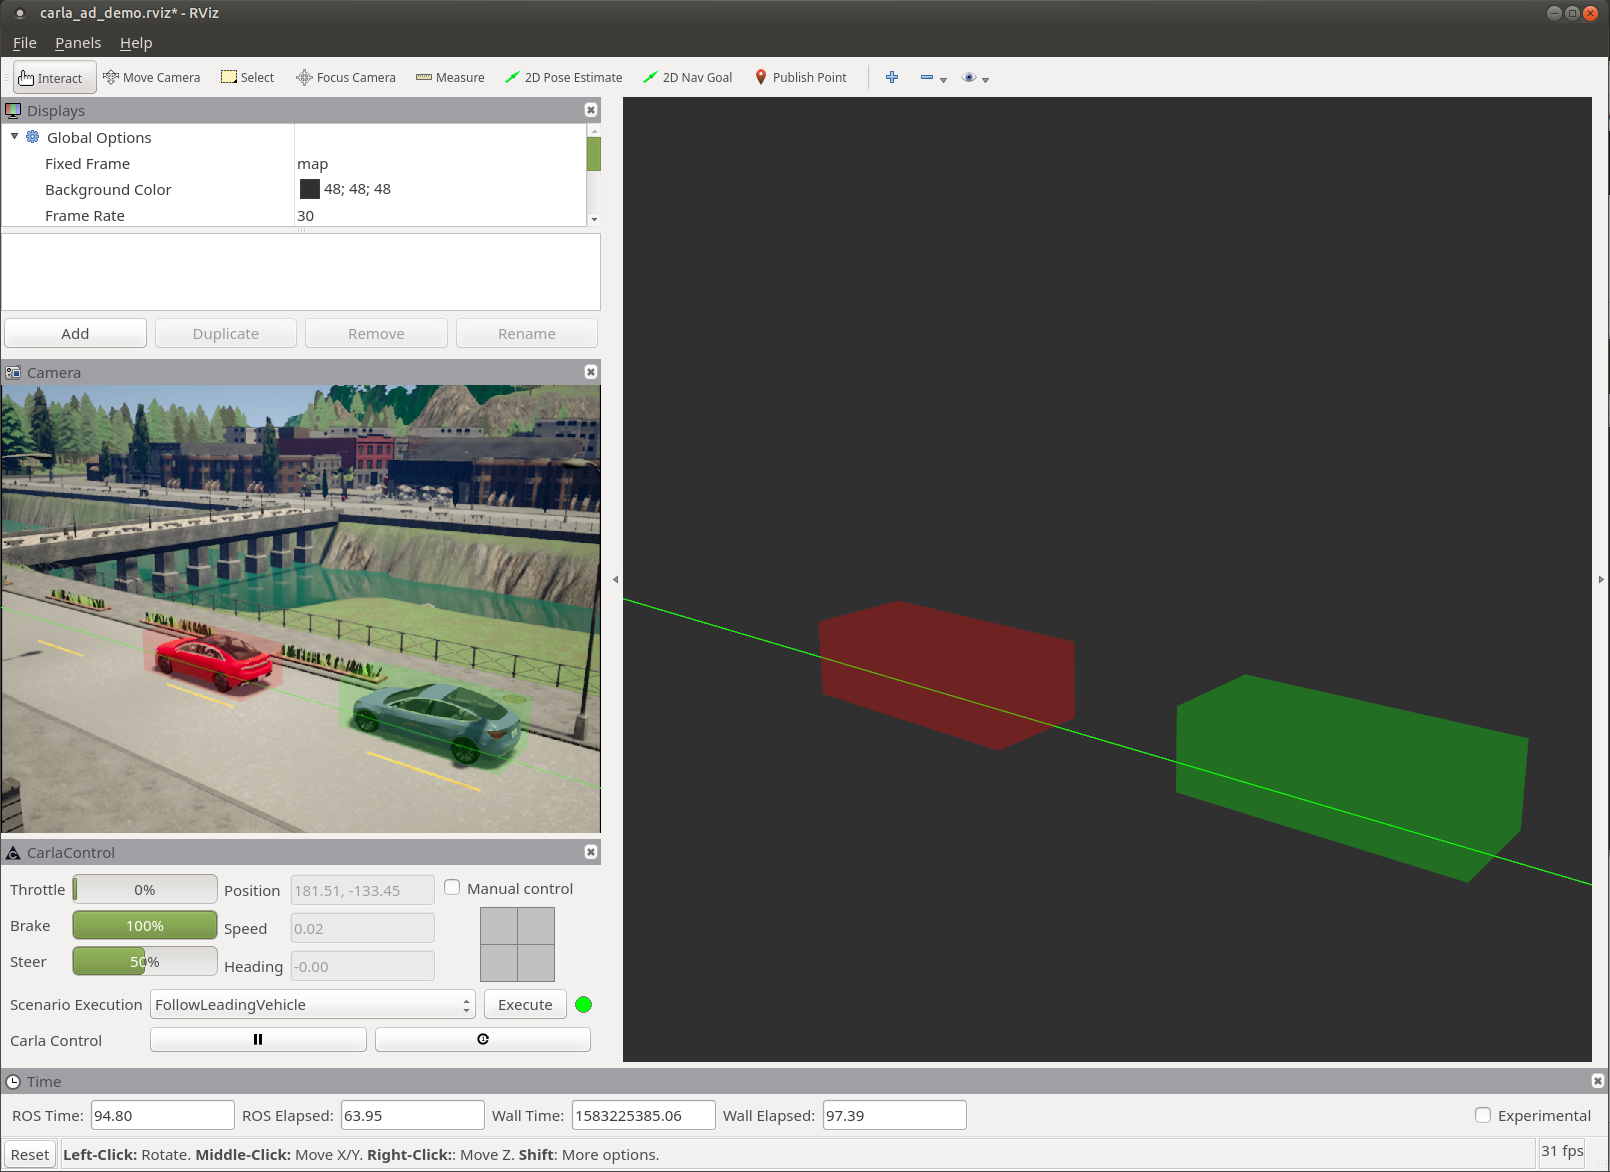 carla_ad_demo.rviz* - RViz
File Panels Help
Interact Move Camera Select Focus Camera Measure 2D Pose Estimate 2D Nav Goal Publish Point
Displays
Global Options
Fixed Frame map
Background Color 48; 48; 48
Frame Rate 30
Add Duplicate Remove Rename
Camera
CarlaControl
Throttle 0% Position 181.51, -133.45 Manual control
Brake 100% Speed 0.02
Steer 50% Heading -0.00
Scenario Execution FollowLeadingVehicle Execute
Carla Control
Time
ROS Time: 94.80 ROS Elapsed: 63.95 Wall Time: 1583225385.06 Wall Elapsed: 97.39 Experimental
Reset Left-Click: Rotate. Middle-Click: Move X/Y. Right-Click:: Move Z. Shift: More options. 31 fps